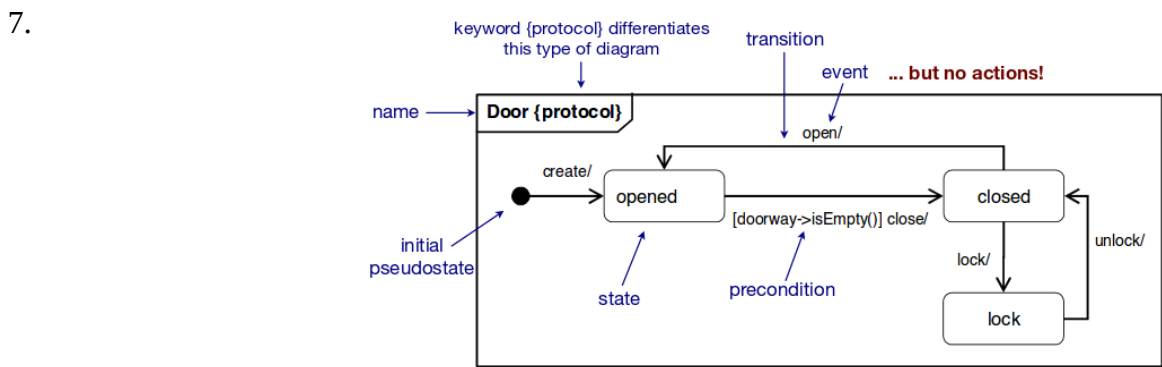 7.
keyword {protocol} differentiates
this type of diagram
transition
event
... but no actions!
name
Door {protocol}
open/
create/
opened
closed
[doorway->isEmpty()] close/
initial
pseudostate
state
precondition
lock/
unlock/
lock